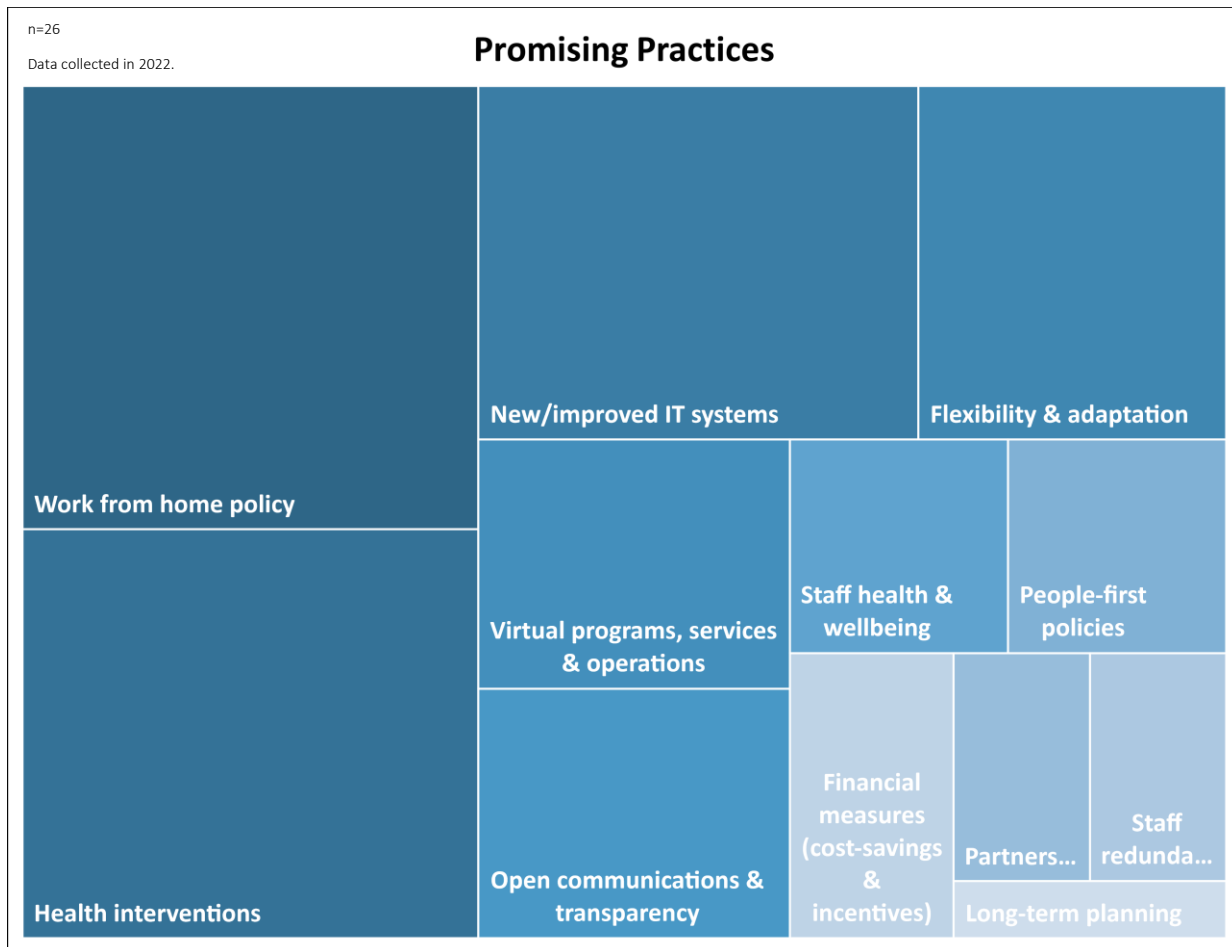 n=26
Data collected in 2022.
Promising Practices
Work from home policy
New/improved IT systems
Flexibility & adaptation
Health interventions
Virtual programs, services
& operations
Open communications &
transparency
Staff health &
wellbeing
People-first
policies
Financial
measures
(cost-savings
&
incentives)
Partners...
Staff
redunda...
Long-term planning